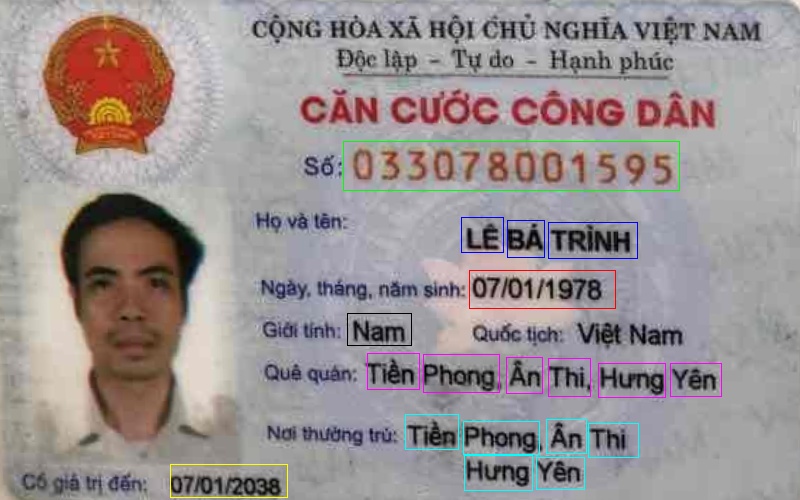 CỘNG HÒA XÃ HỘI CHỦ NGHĨA VIỆT NAM
Độc lập - Tự do - Hạnh phúc
CĂN CƯỚC CÔNG DÂN
Số: 033078001595
Họ và tên:
LÊ BÁ TRÌNH
Ngày, tháng, năm sinh: 07/01/1978
Giới tính: Nam Quốc tịch: Việt Nam
Quê quán: Tiền Phong, Ân Thi, Hưng Yên
Nơi thường trú: Tiền Phong, Ân Thi
Hưng Yên
Có giá trị đến: 07/01/2038